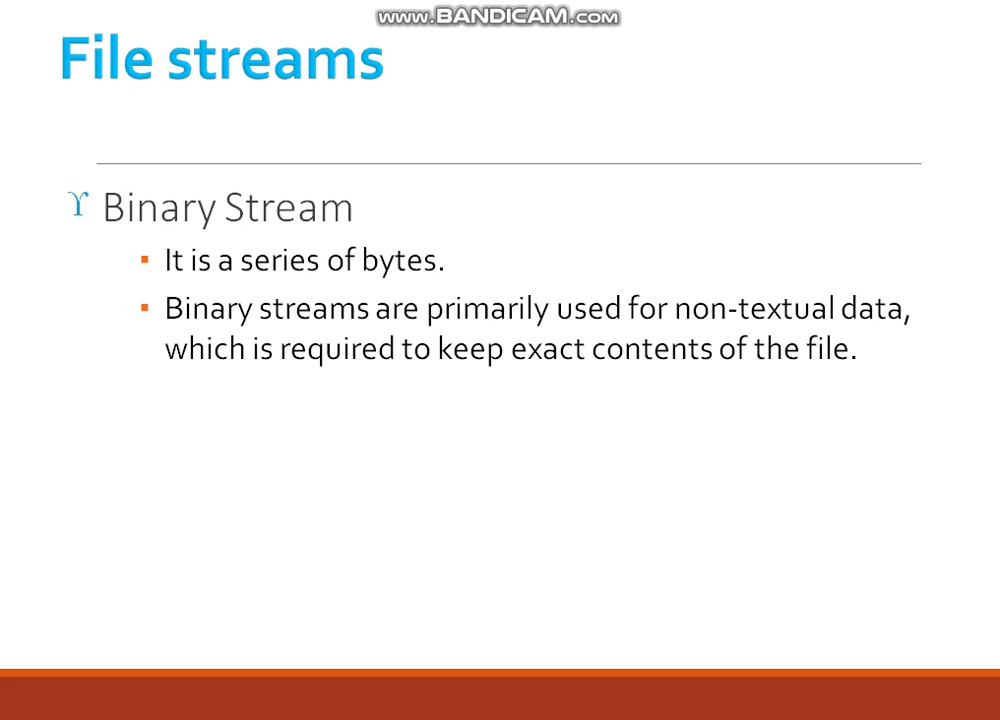 www.BANDICAM.com
File streams
ϒ Binary Stream
▪ It is a series of bytes.
▪ Binary streams are primarily used for non-textual data,
which is required to keep exact contents of the file.